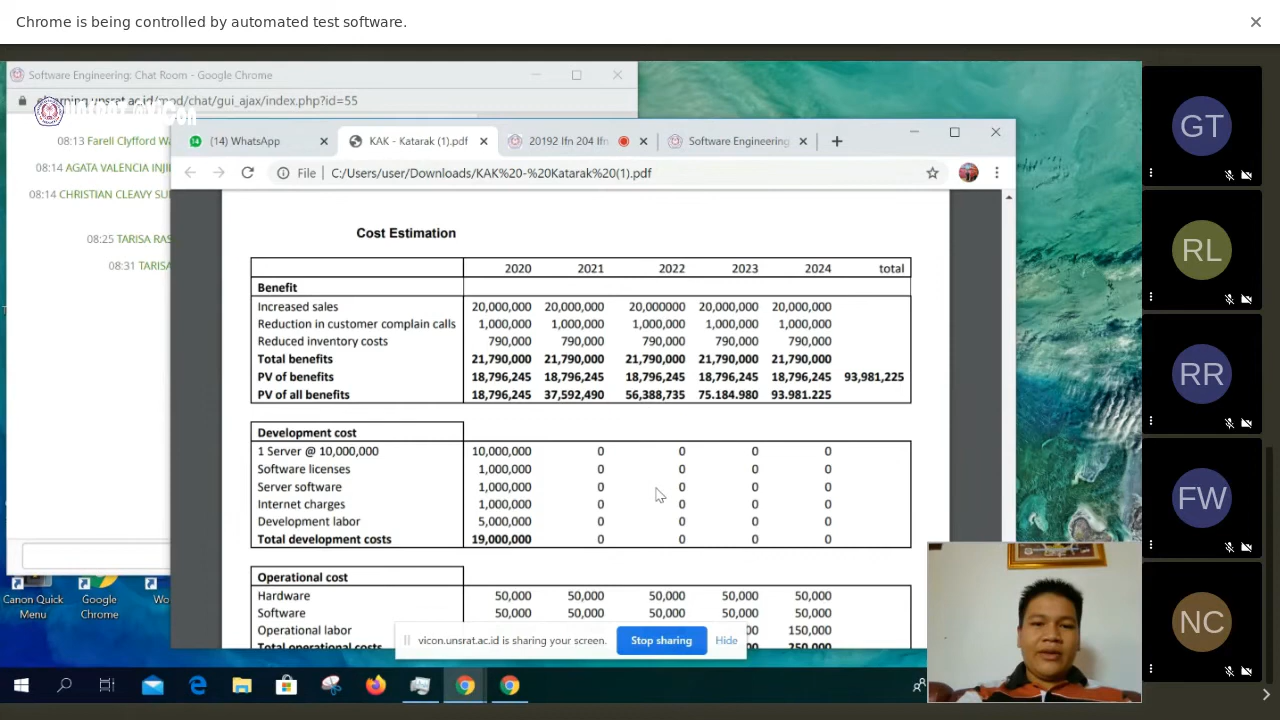 Chrome is being controlled by automated test software.
Software Engineering: Chat Room - Google Chrome
/mod/chat/gui_ajax/index.php?id=55
08:13 Farell Clyfford
08:14 AGATA VALENCIA
08:14 CHRISTIAN CLEAVY
08:25 TARISA
08:31 TARISA
(14) WhatsApp
KAK - Katarak (1).pdf
20192 Ifn 204 Ifn
Software Engineering
File
C:/Users/user/Downloads/KAK%20-%20Katarak%20(1).pdf
Cost Estimation
2020 2021 2022 2023 2024 total
Benefit
Increased sales 20,000,000 20,000,000 20,000000 20,000,000 20,000,000
Reduction in customer complain calls 1,000,000 1,000,000 1,000,000 1,000,000 1,000,000
Reduced inventory costs 790,000 790,000 790,000 790,000 790,000
Total benefits 21,790,000 21,790,000 21,790,000 21,790,000 21,790,000
PV of benefits 18,796,245 18,796,245 18,796,245 18,796,245 18,796,245 93,981,225
PV of all benefits 18,796,245 37,592,490 56,388,735 75.184.980 93.981.225
Development cost
1 Server @ 10,000,000 10,000,000 0 0 0 0
Software licenses 1,000,000 0 0 0 0
Server software 1,000,000 0 0 0 0
Internet charges 1,000,000 0 0 0 0
Development labor 5,000,000 0 0 0 0
Total development costs 19,000,000 0 0 0 0
Operational cost
Hardware 50,000 50,000 50,000 50,000 50,000
Software 50,000 50,000 50,000 50,000 50,000
Operational labor 150,000
Total operational costs 250,000
vicon.unsrat.ac.id is sharing your screen.
Stop sharing
Hide
Canon Quick Menu
Google Chrome
Wo
GT
RL
RR
FW
NC